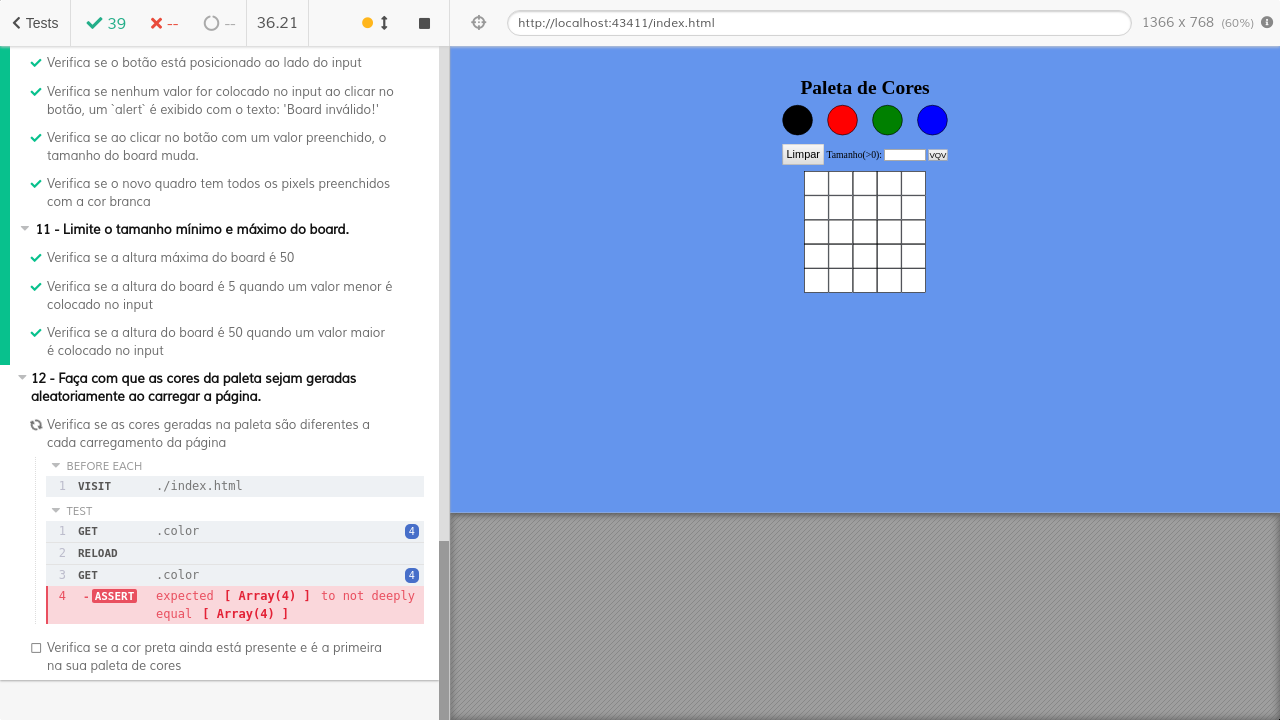 Tests
39
--
--
36.21
Verifica se o botão está posicionado ao lado do input
Verifica se nenhum valor for colocado no input ao clicar no
botão, um `alert` é exibido com o texto: 'Board inválido!'
Verifica se ao clicar no botão com um valor preenchido, o
tamanho do board muda.
Verifica se o novo quadro tem todos os pixels preenchidos
com a cor branca
11 - Limite o tamanho mínimo e máximo do board.
Verifica se a altura máxima do board é 50
Verifica se a altura do board é 5 quando um valor menor é
colocado no input
Verifica se a altura do board é 50 quando um valor maior
é colocado no input
12 - Faça com que as cores da paleta sejam geradas
aleatoriamente ao carregar a página.
Verifica se as cores geradas na paleta são diferentes a
cada carregamento da página
BEFORE EACH
1 VISIT ./index.html
TEST
1 GET .color 4
2 RELOAD
3 GET .color 4
4 -ASSERT expected [ Array(4) ] to not deeply
equal [ Array(4) ]
Verifica se a cor preta ainda está presente e é a primeira
na sua paleta de cores
http://localhost:43411/index.html
1366 x 768 (60%)
Paleta de Cores
Limpar Tamanho(>0): VQV